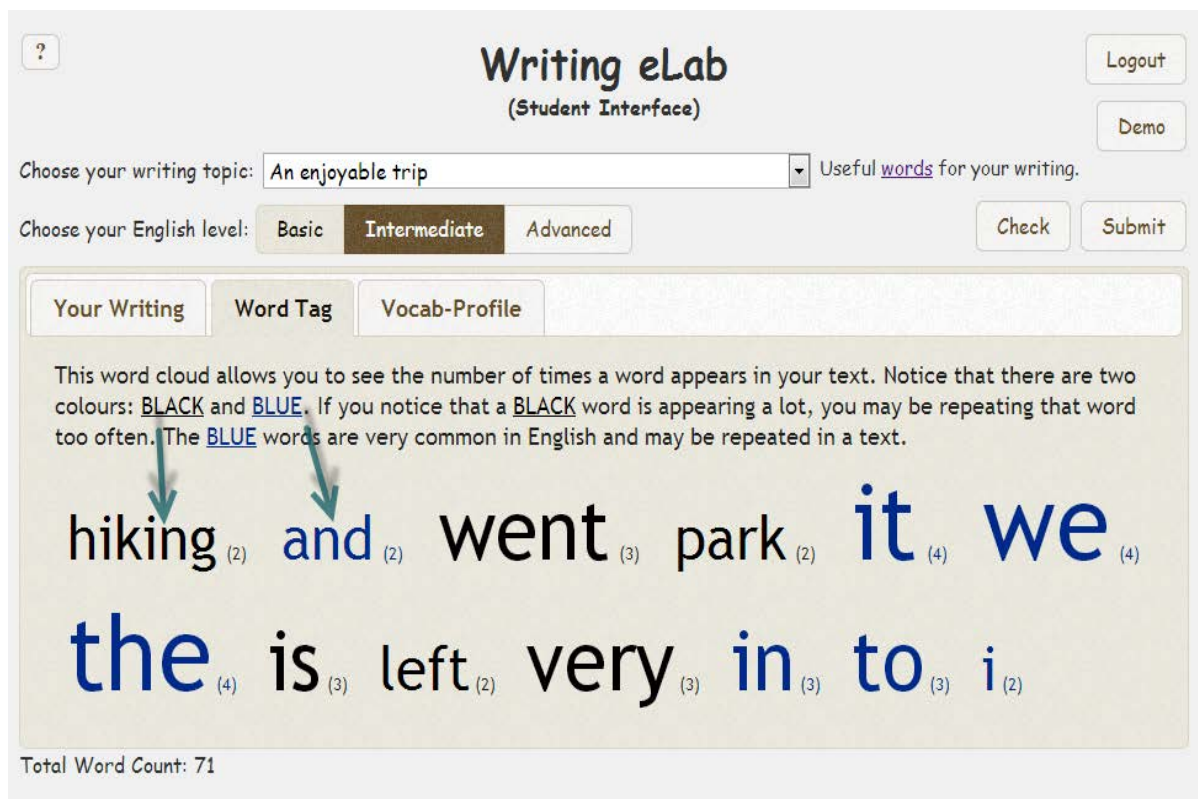 ?
Writing eLab
(Student Interface)
Logout
Demo
Choose your writing topic: An enjoyable trip Useful words for your writing.
Choose your English level: Basic Intermediate Advanced Check Submit
Your Writing Word Tag Vocab-Profile
This word cloud allows you to see the number of times a word appears in your text. Notice that there are two
colours: BLACK and BLUE. If you notice that a BLACK word is appearing a lot, you may be repeating that word
too often. The BLUE words are very common in English and may be repeated in a text.
hiking (2) and (2) went (3) park (2) it (4) we (4)
the (4) is (3) left (2) very (3) in (3) to (3) i (2)
Total Word Count: 71